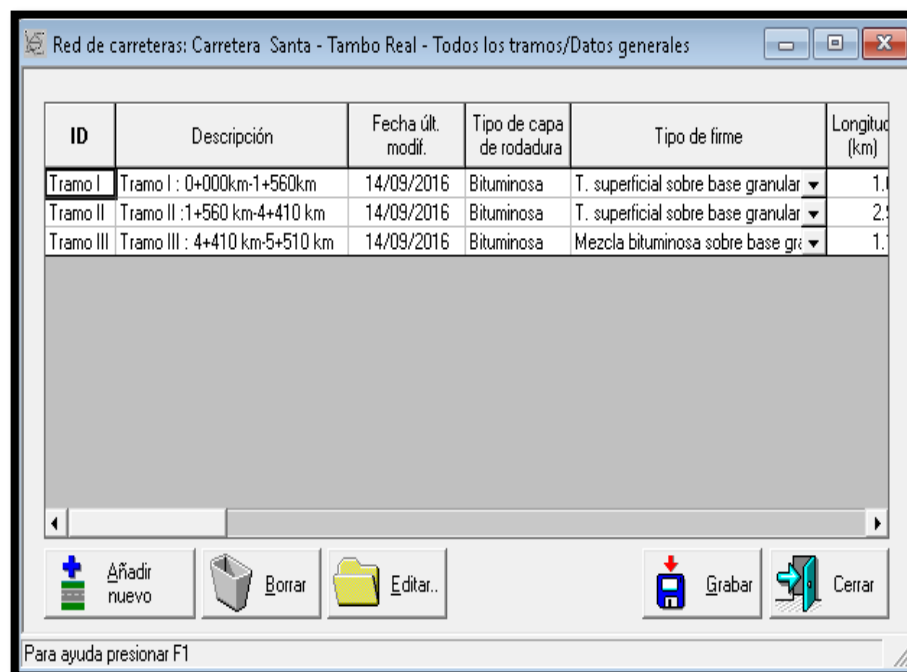 Red de carreteras: Carretera Santa - Tambo Real - Todos los tramos/Datos generales
ID Descripción Fecha últ. modif. Tipo de capa de rodadura Tipo de firme (km)
Tramo I Tramo I : 0+000km-1+560km 14/09/2016 Bituminosa T. superficial sobre base granular
Tramo II Tramo II :1+560 km-4+410 km 14/09/2016 Bituminosa T. superficial sobre base granular
Tramo III Tramo III : 4+410 km-5+510 km 14/09/2016 Bituminosa Mezcla bituminosa sobre base
Añadir nuevo Borrar Editar.. Grabar Cerrar
Para ayuda presionar F1